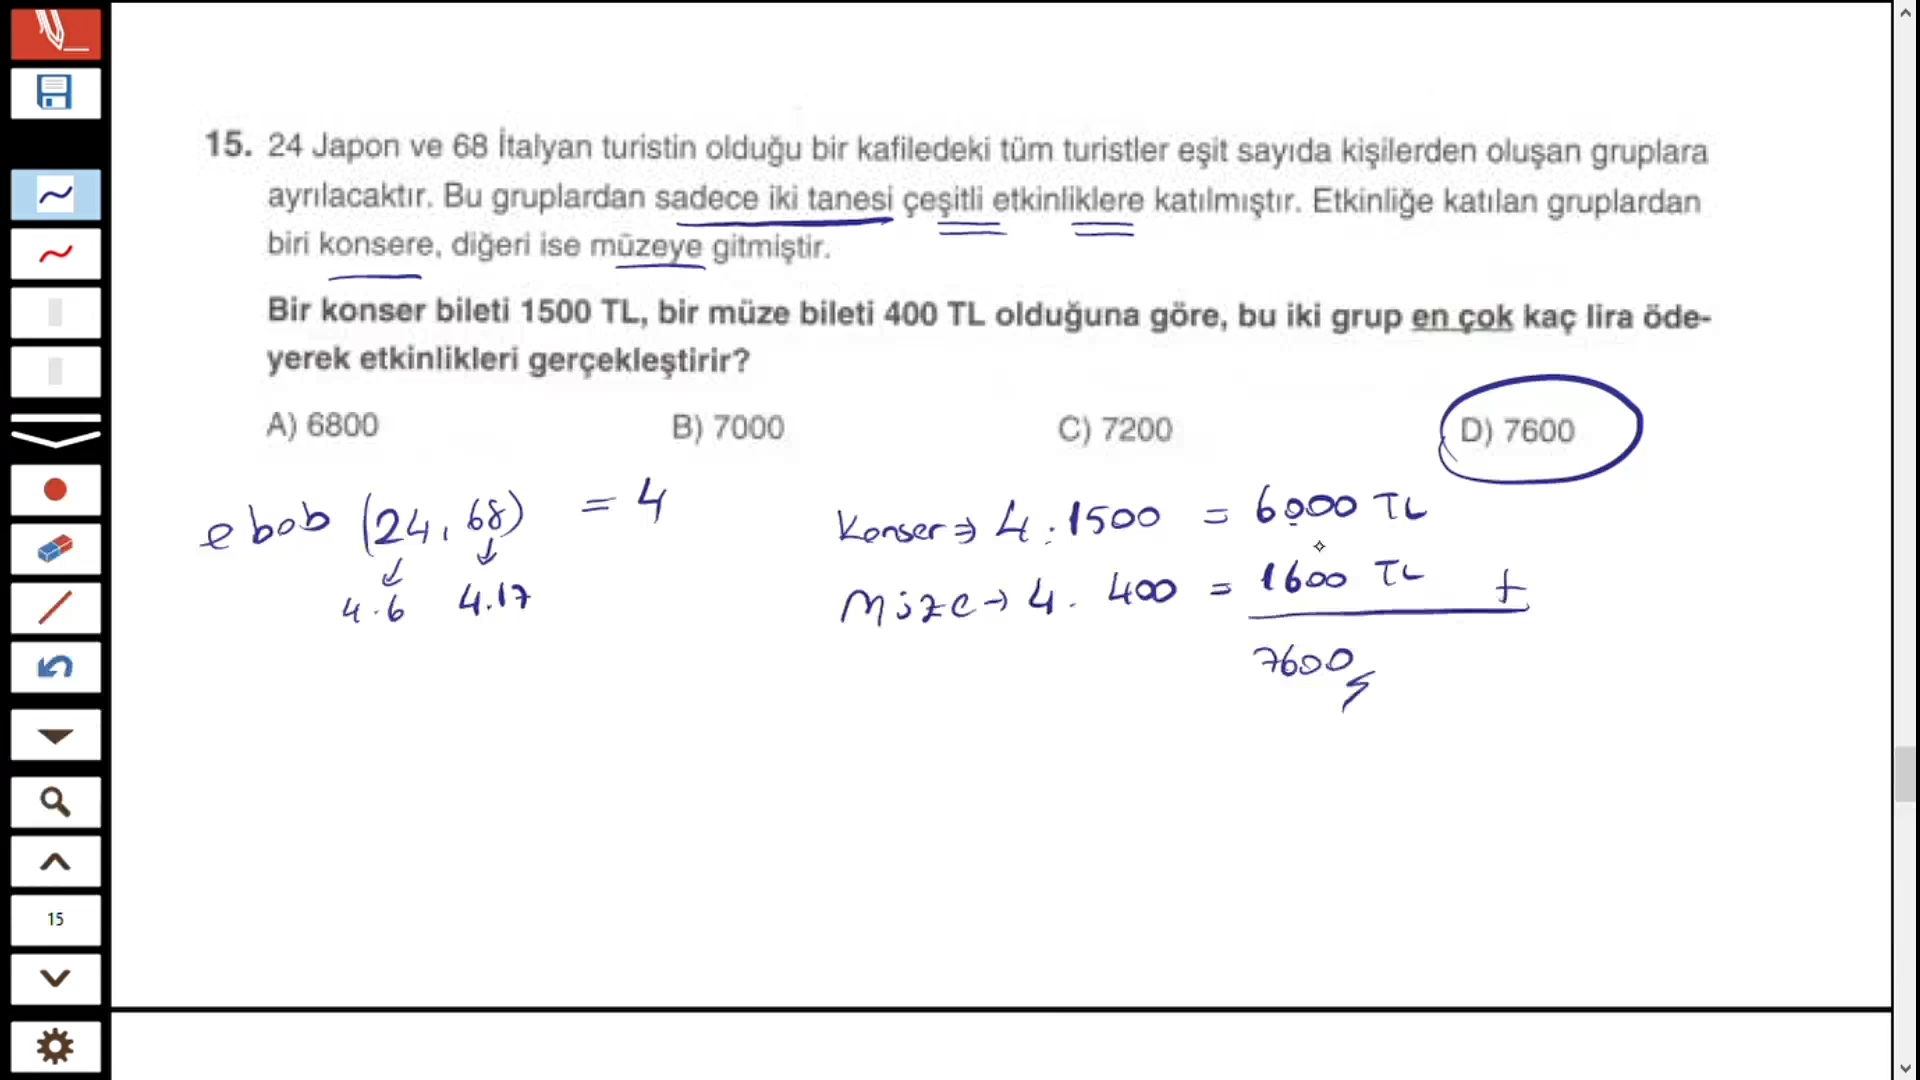 15. 24 Japon ve 68 İtalyan turistin olduğu bir kafiledeki tüm turistler eşit sayıda kişilerden oluşan gruplara
ayrılacaktır. Bu gruplardan sadece iki tanesi çeşitli etkinliklere katılmıştır. Etkinliğe katılan gruplardan
biri konsere, diğeri ise müzeye gitmiştir.
Bir konser bileti 1500 TL, bir müze bileti 400 TL olduğuna göre, bu iki grup en çok kaç lira öde-
yerek etkinlikleri gerçekleştirir?
A) 6800 B) 7000 C) 7200 D) 7600
ebob (24, 68) = 4
4.6 4.17
Konser ⇒ 4.1500 = 6000 TL
Müze → 4. 400 = 1600 TL +
7600
15